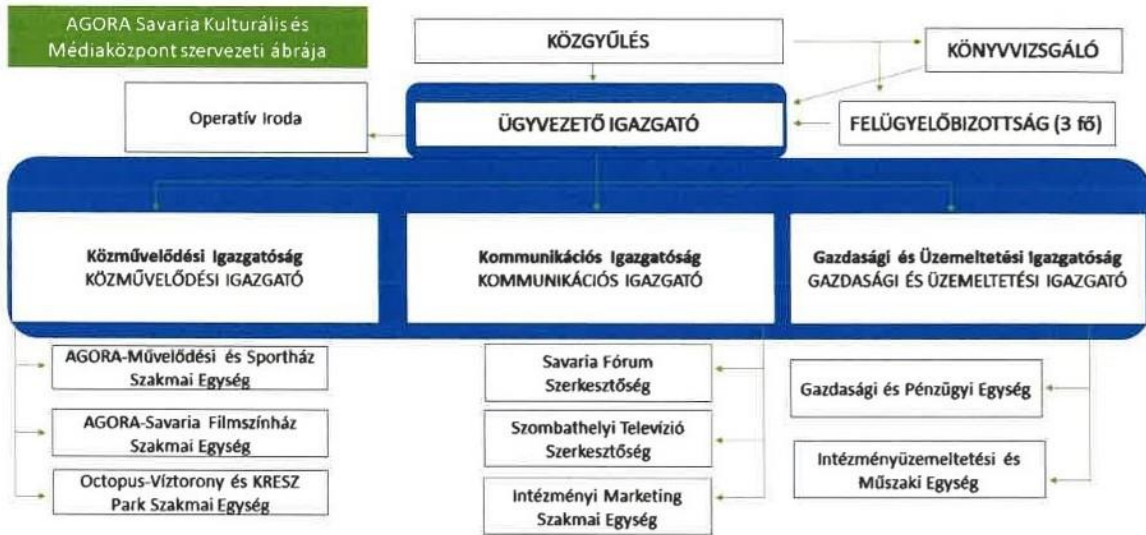 AGORA Savaria Kulturális és
Médiaközpont szervezeti ábrája
KÖZGYŰLÉS
KÖNYVVIZSGÁLÓ
Operatív Iroda
ÜGYVEZETŐ IGAZGATÓ
FELÜGYELŐBIZOTTSÁG (3 fő)
Közművelődési Igazgatóság
KÖZMŰVELŐDÉSI IGAZGATÓ
Kommunikációs Igazgatóság
KOMMUNIKÁCIÓS IGAZGATÓ
Gazdasági és Üzemeltetési Igazgatóság
GAZDASÁGI ÉS ÜZEMELTETÉSI IGAZGATÓ
AGORA-Művelődési és Sportház
Szakmai Egység
AGORA-Savaria Filmszínház
Szakmai Egység
Octopus-Víztorony és KRESZ
Park Szakmai Egység
Savaria Fórum
Szerkesztőség
Szombathelyi Televízió
Szerkesztőség
Intézményi Marketing
Szakmai Egység
Gazdasági és Pénzügyi Egység
Intézményüzemeltetési és
Műszaki Egység